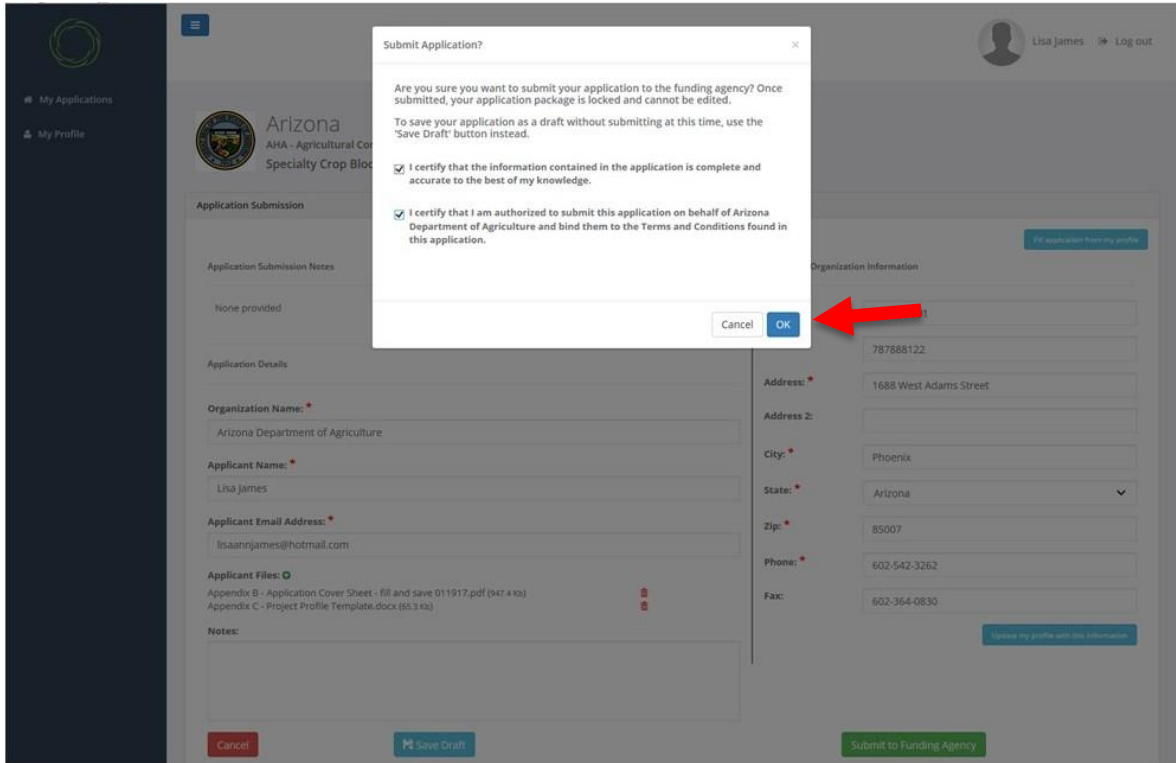 Lisa James Log out
My Applications
My Profile
Submit Application? ×
Are you sure you want to submit your application to the funding agency? Once
submitted, your application package is locked and cannot be edited.
To save your application as a draft without submitting at this time, use the
'Save Draft' button instead.
I certify that the information contained in the application is complete and
accurate to the best of my knowledge.
I certify that I am authorized to submit this application on behalf of Arizona
Department of Agriculture and bind them to the Terms and Conditions found in
this application.
Cancel OK
Arizona
AHA - Agricultural
Specialty Crop
Application Submission
Fill application from my profile
Application Submission Notes
None provided
Application Details
Organization Name: *
Arizona Department of Agriculture
Applicant Name: *
Lisa James
Applicant Email Address: *
lisaannjames@hotmail.com
Applicant Files:
Appendix B - Application Cover Sheet - fill and save 011917.pdf (947.4 Kb)
Appendix C - Project Profile Template.docx (65.3 Kb)
Notes:
Organization Information
787888122
Address: * 1688 West Adams Street
Address 2:
City: * Phoenix
State: * Arizona
Zip: * 85007
Phone: * 602-542-3262
Fax: 602-364-0830
Update my profile with this information
Cancel Save Draft Submit to Funding Agency